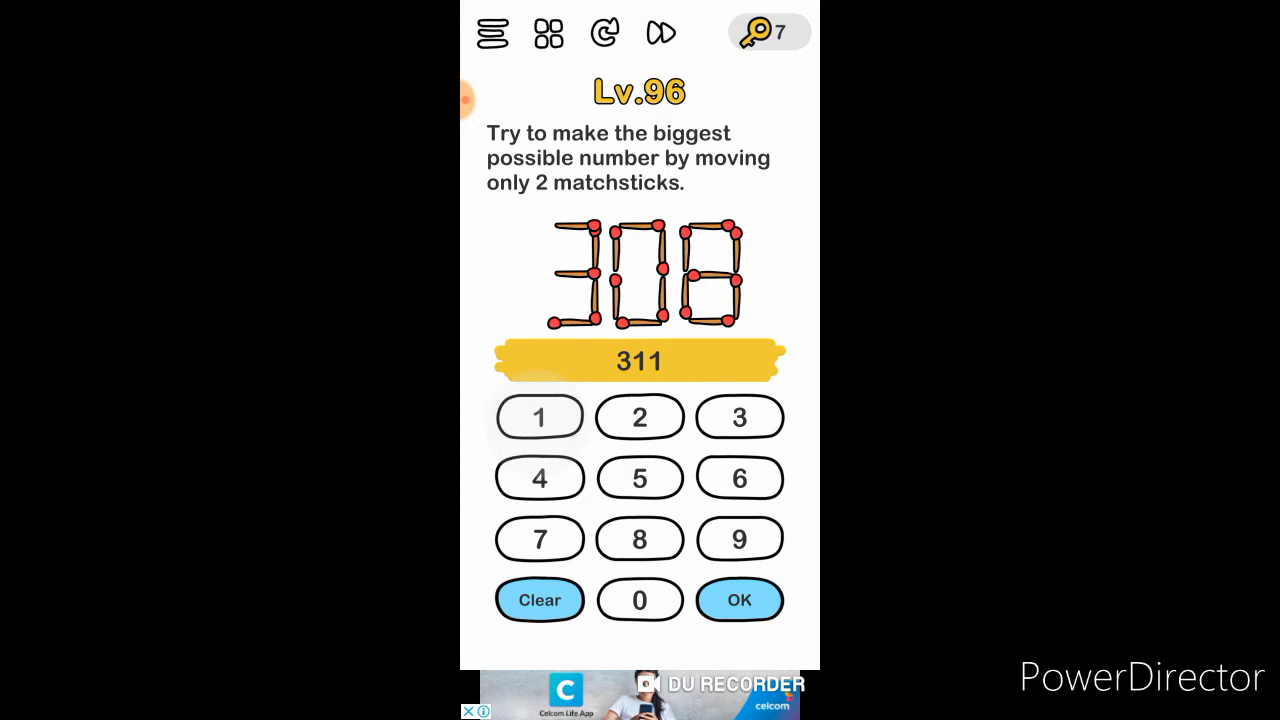 7
Lv.96
Try to make the biggest
possible number by moving
only 2 matchsticks.
308
311
1 2 3
4 5 6
7 8 9
Clear 0 OK
C
Celcom Life App
DU RECORDER
celcom
PowerDirector